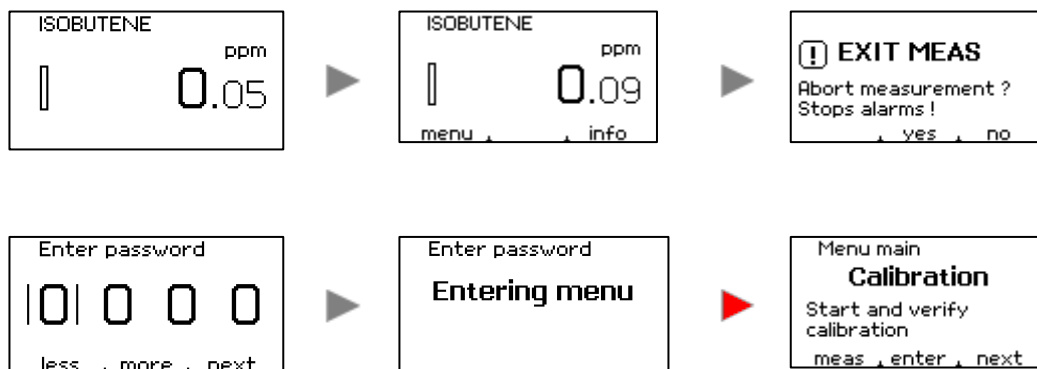 ISOBUTENE
ppm
0.05
ISOBUTENE
ppm
0.09
menu info
EXIT MEAS
Abort measurement ?
Stops alarms !
yes no
Enter password
0 0 0 0
less more next
Enter password
Entering menu
Menu main
Calibration
Start and verify
calibration
meas enter next